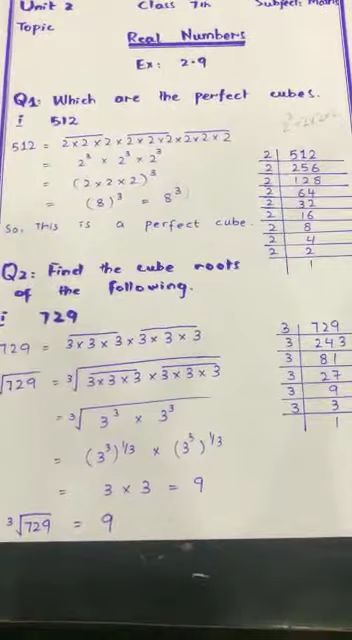 Unit 2 Class 7th Subject: Maths
Topic
Real Numbers
Ex: 2.9
Q1: Which are the perfect cubes.
i 512
512 = 2×2×2×2×2×2×2×2×2
= 2³ × 2³ × 2³
= (2×2×2)³
= (8)³ = 8³
So, This is a perfect cube.
2 | 512
2 | 256
2 | 128
2 | 64
2 | 32
2 | 16
2 | 8
2 | 4
2 | 2
| 1
Q2: Find the cube roots
of the following.
i 729
729 = 3×3×3×3×3×3
√729 = ³√3×3×3×3×3×3
= ³√3³ × 3³
= (3³)^1/3 × (3³)^1/3
= 3 × 3 = 9
³√729 = 9
3 | 729
3 | 243
3 | 81
3 | 27
3 | 9
3 | 3
| 1